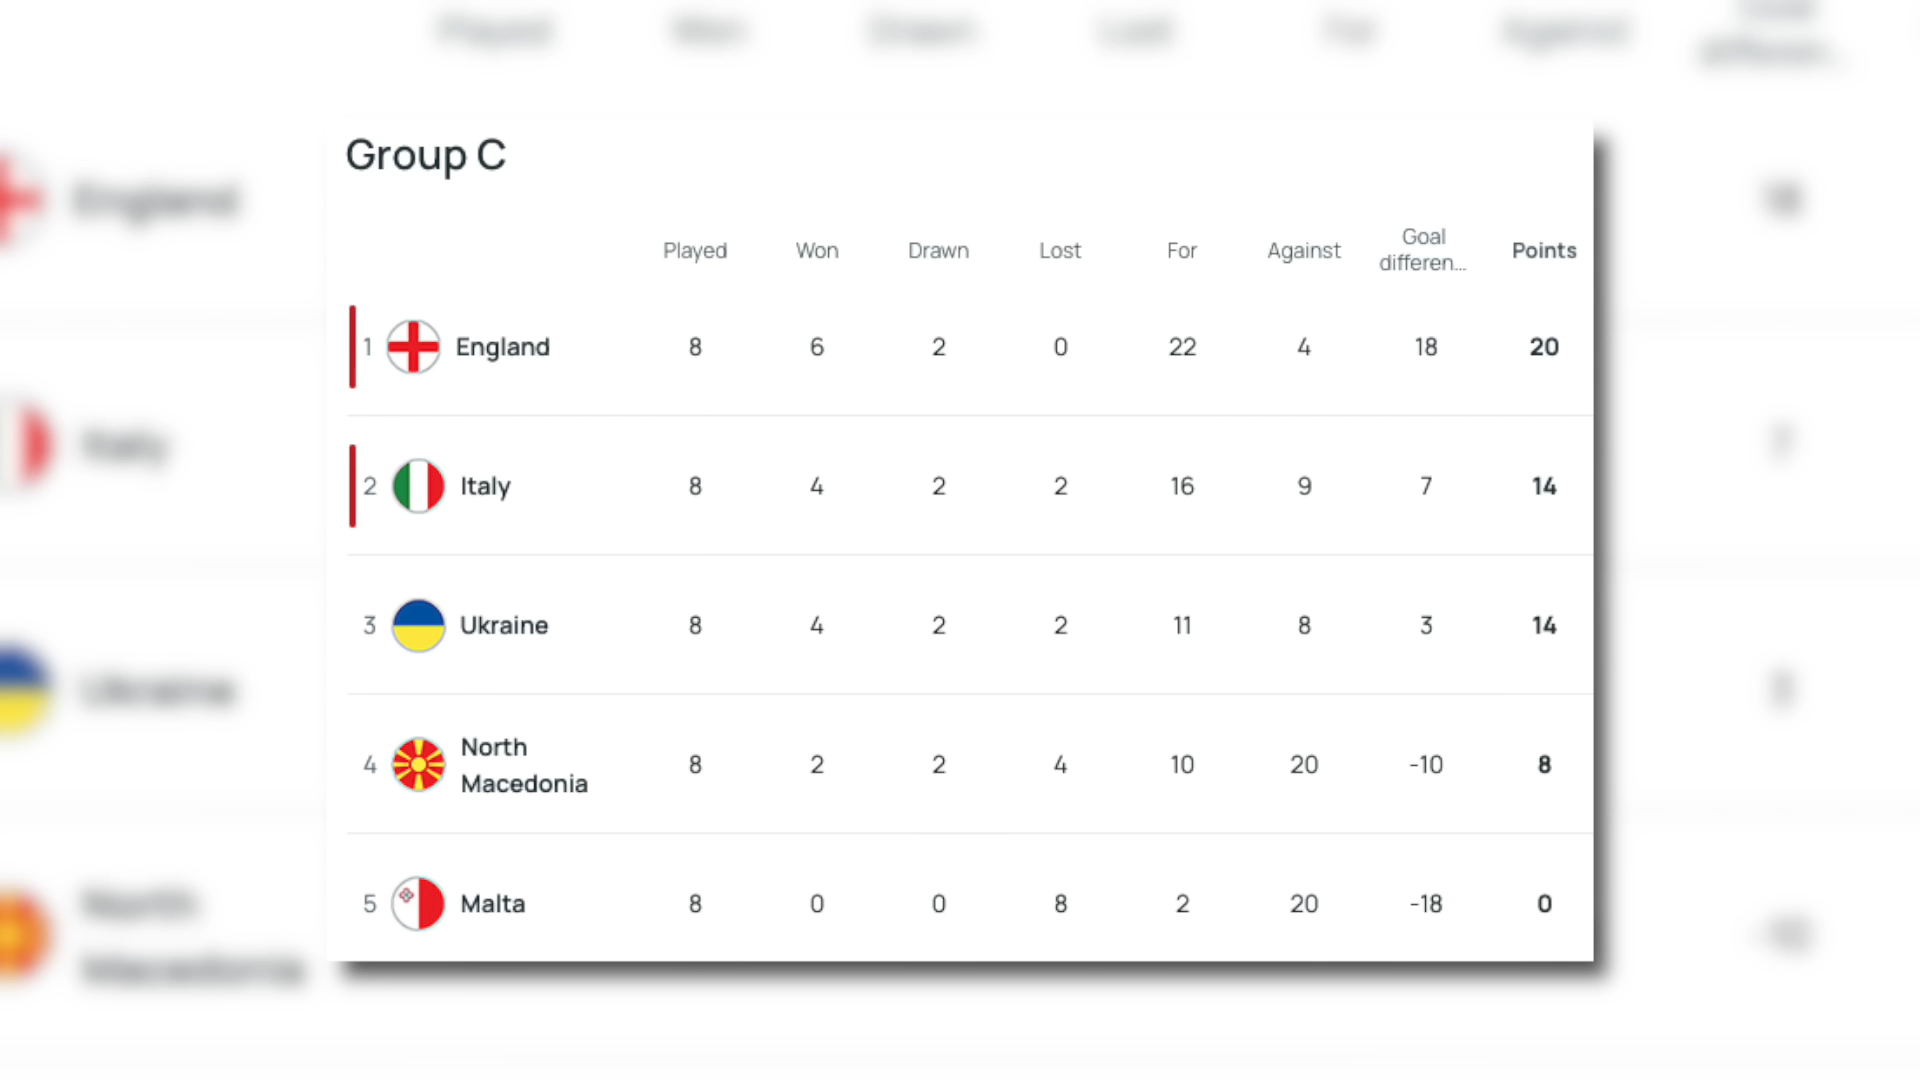 Group C
Played Won Drawn Lost For Against Goal differen... Points
1 England 8 6 2 0 22 4 18 20
2 Italy 8 4 2 2 16 9 7 14
3 Ukraine 8 4 2 2 11 8 3 14
4 North Macedonia 8 2 2 4 10 20 -10 8
5 Malta 8 0 0 8 2 20 -18 0